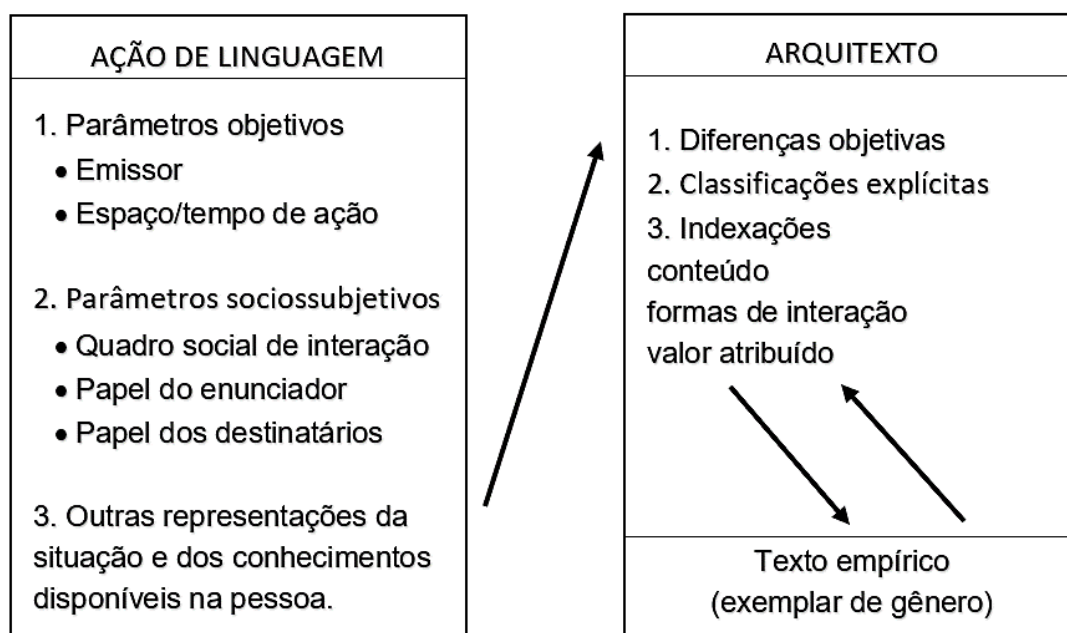 AÇÃO DE LINGUAGEM
1. Parâmetros objetivos
• Emissor
• Espaço/tempo de ação
2. Parâmetros sociossubjetivos
• Quadro social de interação
• Papel do enunciador
• Papel dos destinatários
3. Outras representações da
situação e dos conhecimentos
disponíveis na pessoa.
ARQUITEXTO
1. Diferenças objetivas
2. Classificações explícitas
3. Indexações
conteúdo
formas de interação
valor atribuído
Texto empírico
(exemplar de gênero)